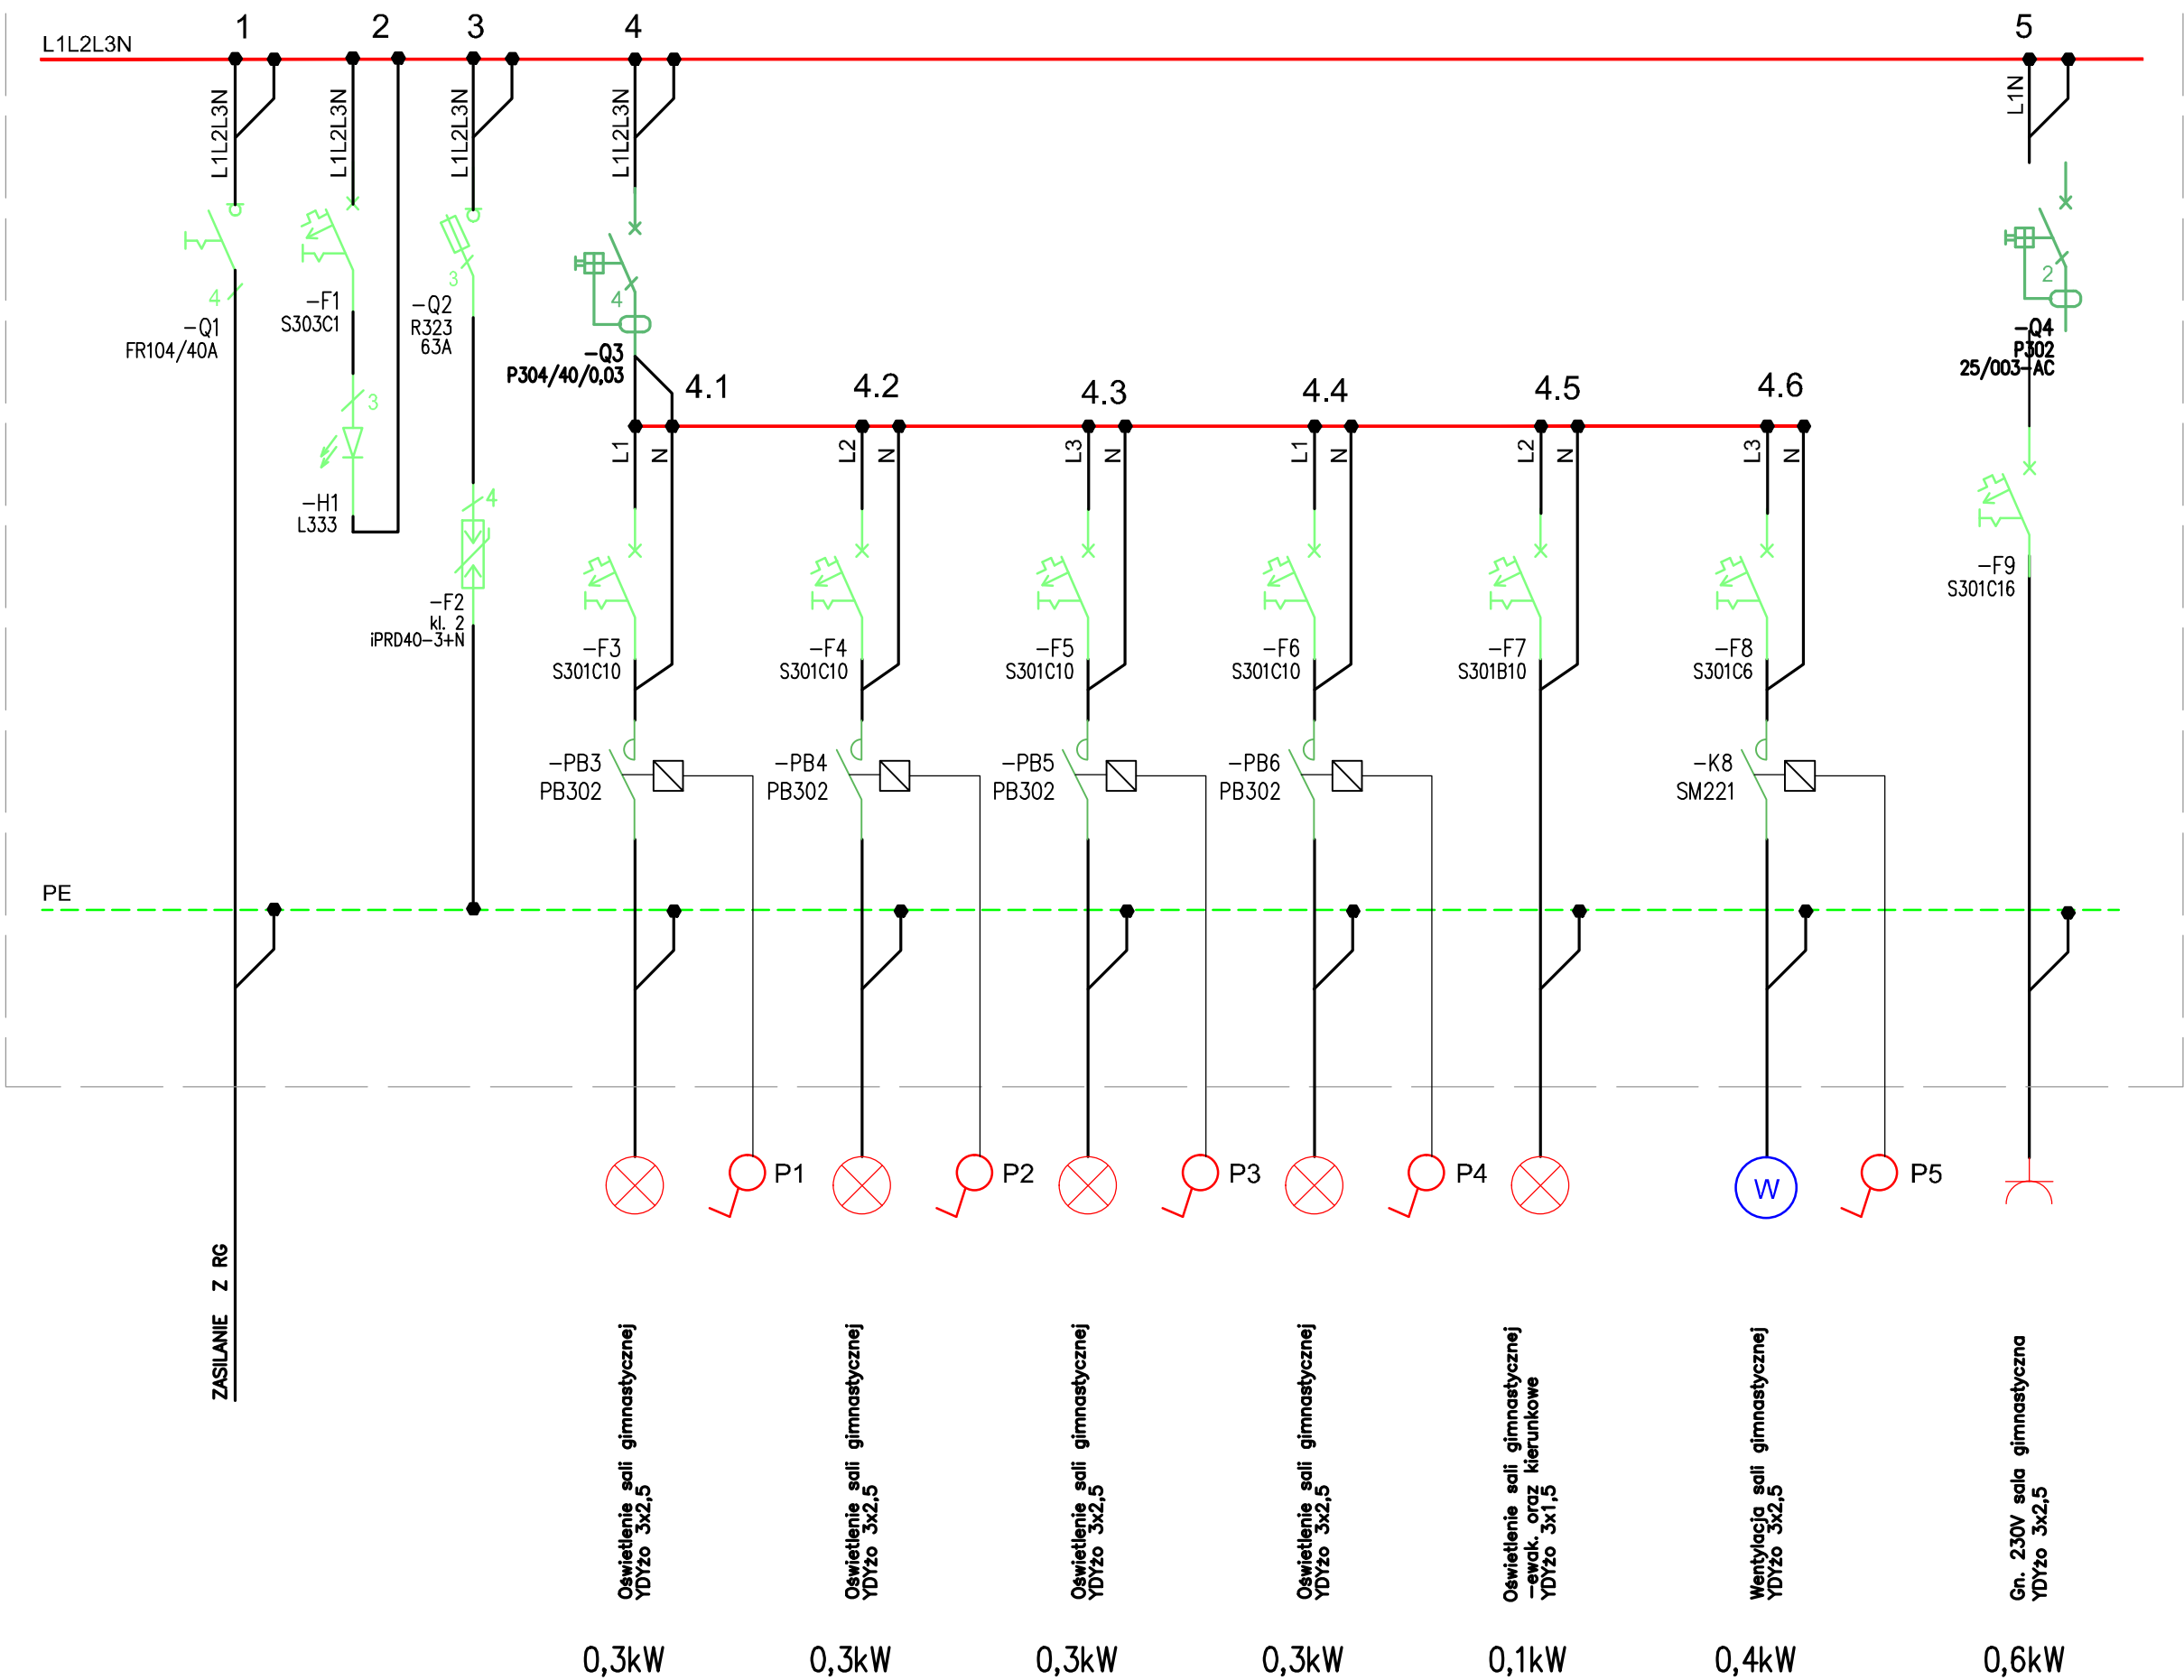 1
2
3
4
5
L1L2L3N
L1L2L3N
L1L2L3N
L1L2L3N
L1L2L3N
L1N
4
-Q1
FR104/40A
-F1
S303C1
3
-H1
L333
3
-Q2
R323
63A
4
-F2
kl. 2
iPRD40-3+N
4
-Q3
P304/40/0,03
2
-Q4
P302
25/003-AC
4.1
4.2
4.3
4.4
4.5
4.6
L1
N
L2
N
L3
N
L1
N
L2
N
L3
N
-F3
S301C10
-F4
S301C10
-F5
S301C10
-F6
S301C10
-F7
S301B10
-F8
S301C6
-F9
S301C16
-PB3
PB302
-PB4
PB302
-PB5
PB302
-PB6
PB302
-K8
SM221
PE
P1
P2
P3
P4
W
P5
ZASILANIE Z RG
Oświetlenie sali gimnastycznej
YDYżo 3x2,5
Oświetlenie sali gimnastycznej
YDYżo 3x2,5
Oświetlenie sali gimnastycznej
YDYżo 3x2,5
Oświetlenie sali gimnastycznej
YDYżo 3x2,5
Oświetlenie sali gimnastycznej
-ewak. oraz kierunkowe
YDYżo 3x1,5
Wentylacja sali gimnastycznej
YDYżo 3x2,5
Gn. 230V sala gimnastyczna
YDYżo 3x2,5
0,3kW
0,3kW
0,3kW
0,3kW
0,1kW
0,4kW
0,6kW